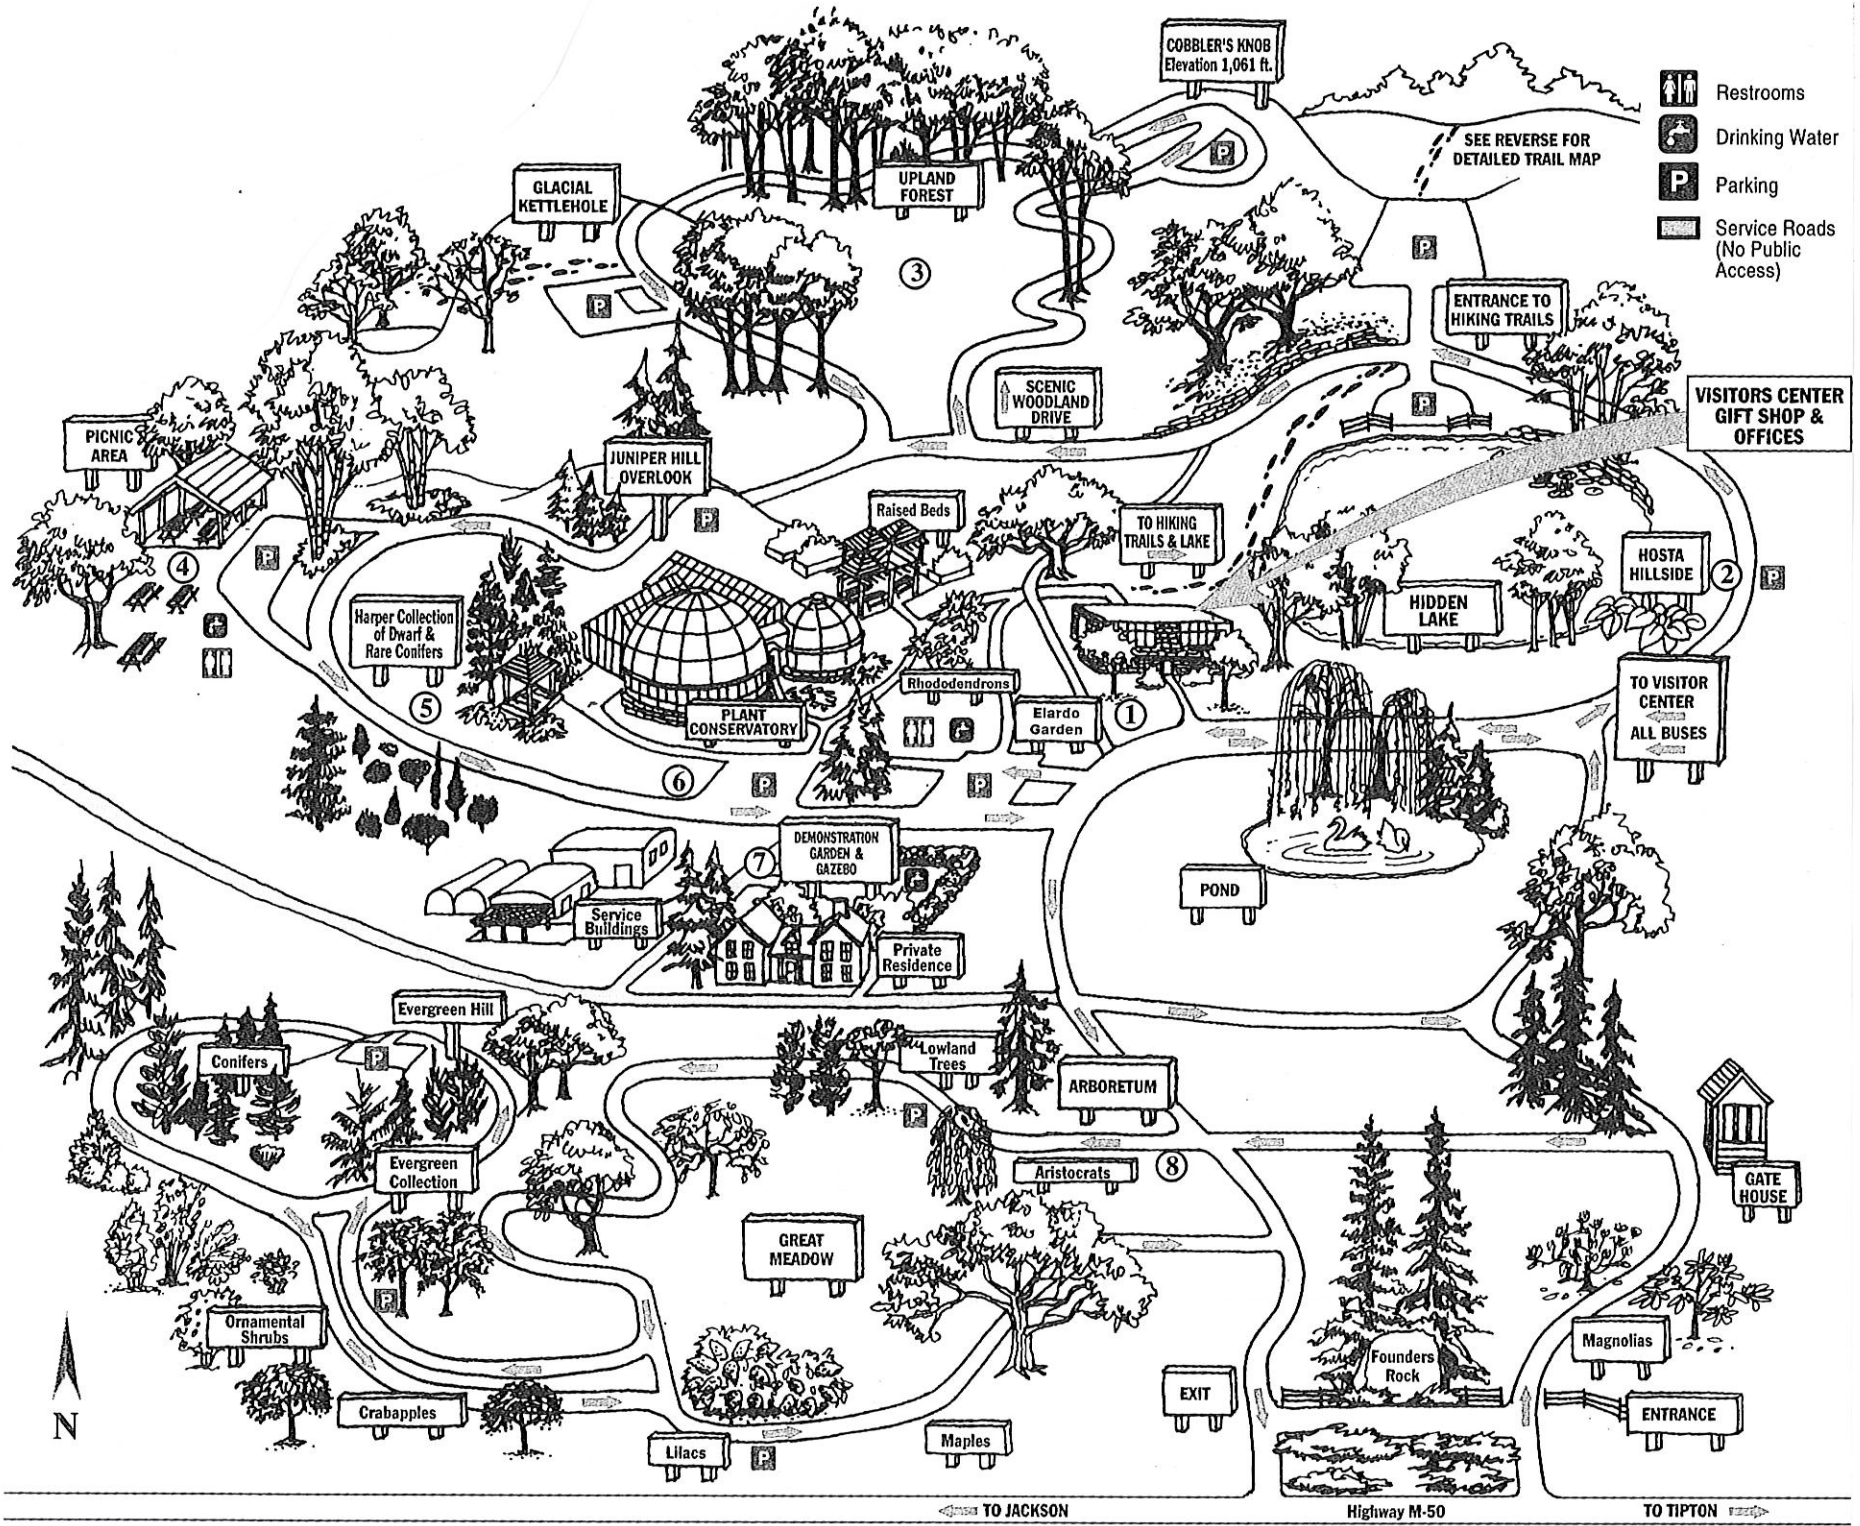 COBBLER'S KNOB
Elevation 1,061 ft.
Restrooms
Drinking Water
P
Parking
Service Roads
(No Public
Access)
SEE REVERSE FOR
DETAILED TRAIL MAP
P
GLACIAL
KETTLEHOLE
UPLAND
FOREST
P
3
P
ENTRANCE TO
HIKING TRAILS
SCENIC
WOODLAND
DRIVE
P
VISITORS CENTER
GIFT SHOP &
OFFICES
PICNIC
AREA
JUNIPER HILL
OVERLOOK
P
Raised Beds
TO HIKING
TRAILS & LAKE
HOSTA
HILLSIDE
2
P
4
P
HIDDEN
LAKE
Harper Collection
of Dwarf &
Rare Conifers
5
Rhododendrons
PLANT
CONSERVATORY
Elardo
Garden
1
TO VISITOR
CENTER
ALL BUSES
6
P
P
DEMONSTRATION
GARDEN &
GAZEBO
7
POND
Service
Buildings
Private
Residence
Evergreen Hill
Conifers
P
Lowland
Trees
ARBORETUM
P
Evergreen
Collection
Aristocrats
8
GATE
HOUSE
GREAT
MEADOW
P
Ornamental
Shrubs
Magnolias
Founders
Rock
EXIT
ENTRANCE
Crabapples
Lilacs
P
Maples
N
TO JACKSON
Highway M-50
TO TIPTON